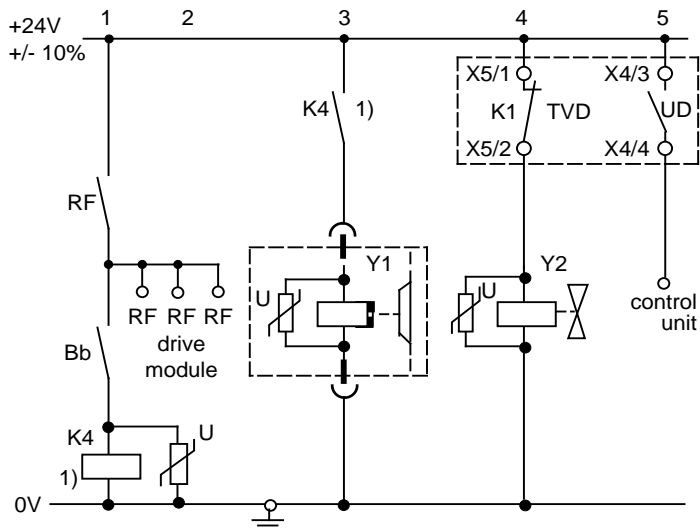 1 2 3 4 5
+24V
+/- 10%
X5/1 X4/3
K4 1) K1 TVD UD
X5/2 X4/4
RF
Y1 Y2
U U
RF RF RF
control
unit
drive
module
Bb
K4 U
1)
0V